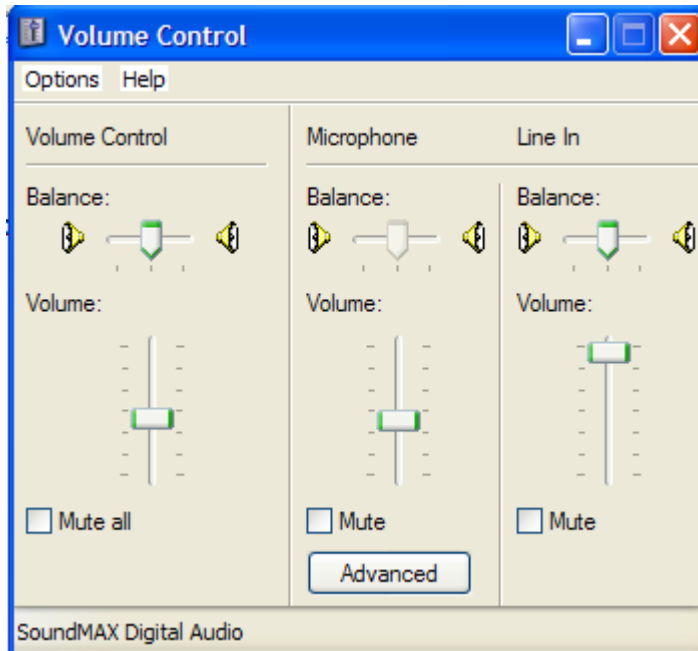 Volume Control
Options Help
Volume Control Microphone Line In
Balance: Balance: Balance:
Volume: Volume: Volume:
Mute all Mute Mute
Advanced
SoundMAX Digital Audio